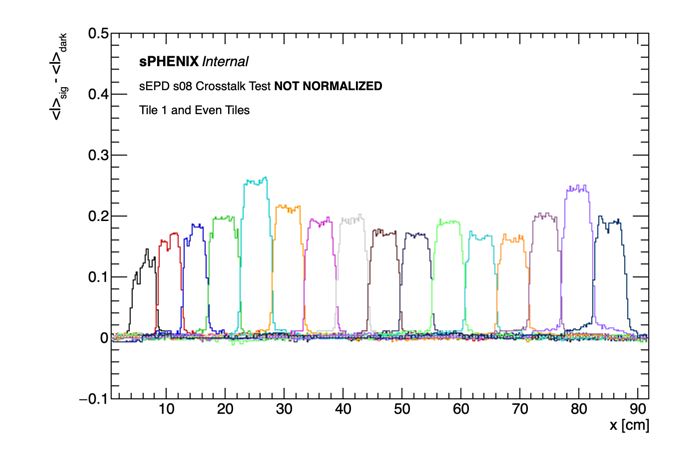 0.5
<I>sig - <I>dark
sPHENIX Internal
sEPD s08 Crosstalk Test NOT NORMALIZED
0.4
Tile 1 and Even Tiles
0.3
0.2
0.1
0
−0.1
10 20 30 40 50 60 70 80 90
x [cm]